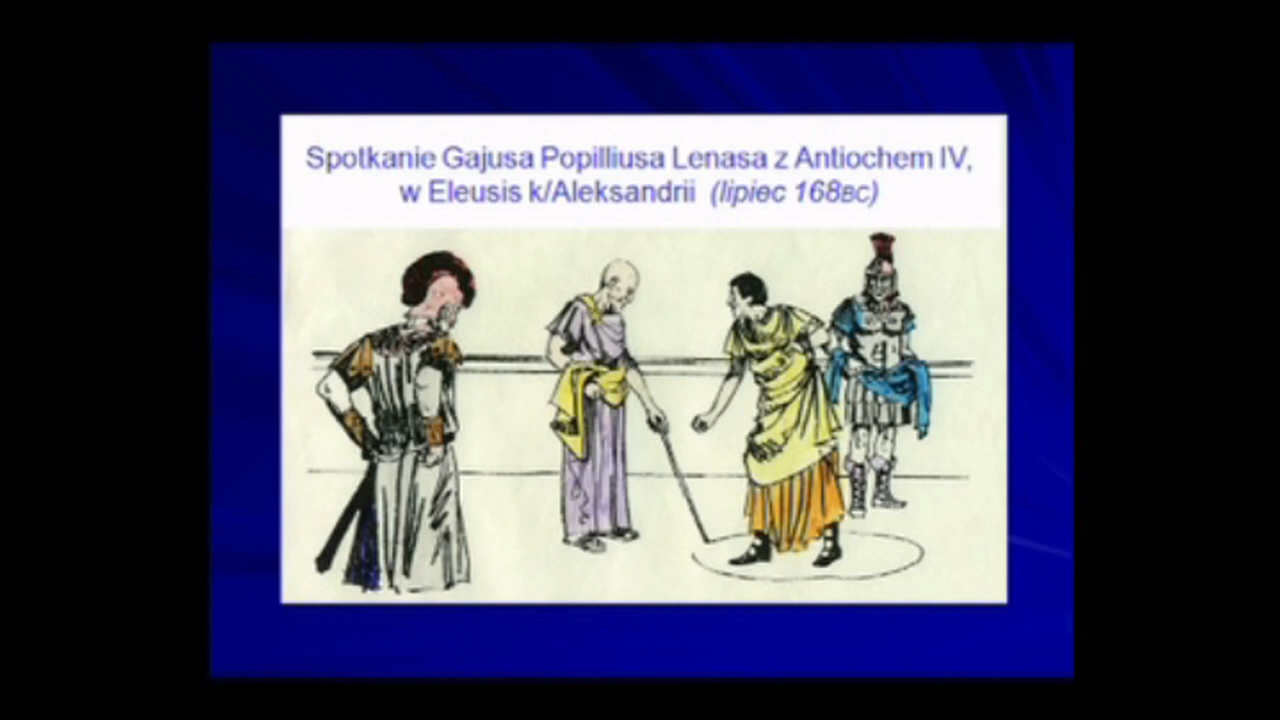 Spotkanie Gajusa Popilliusa Lenasa z Antiochem IV,
w Eleusis k/Aleksandrii (lipiec 168BC)